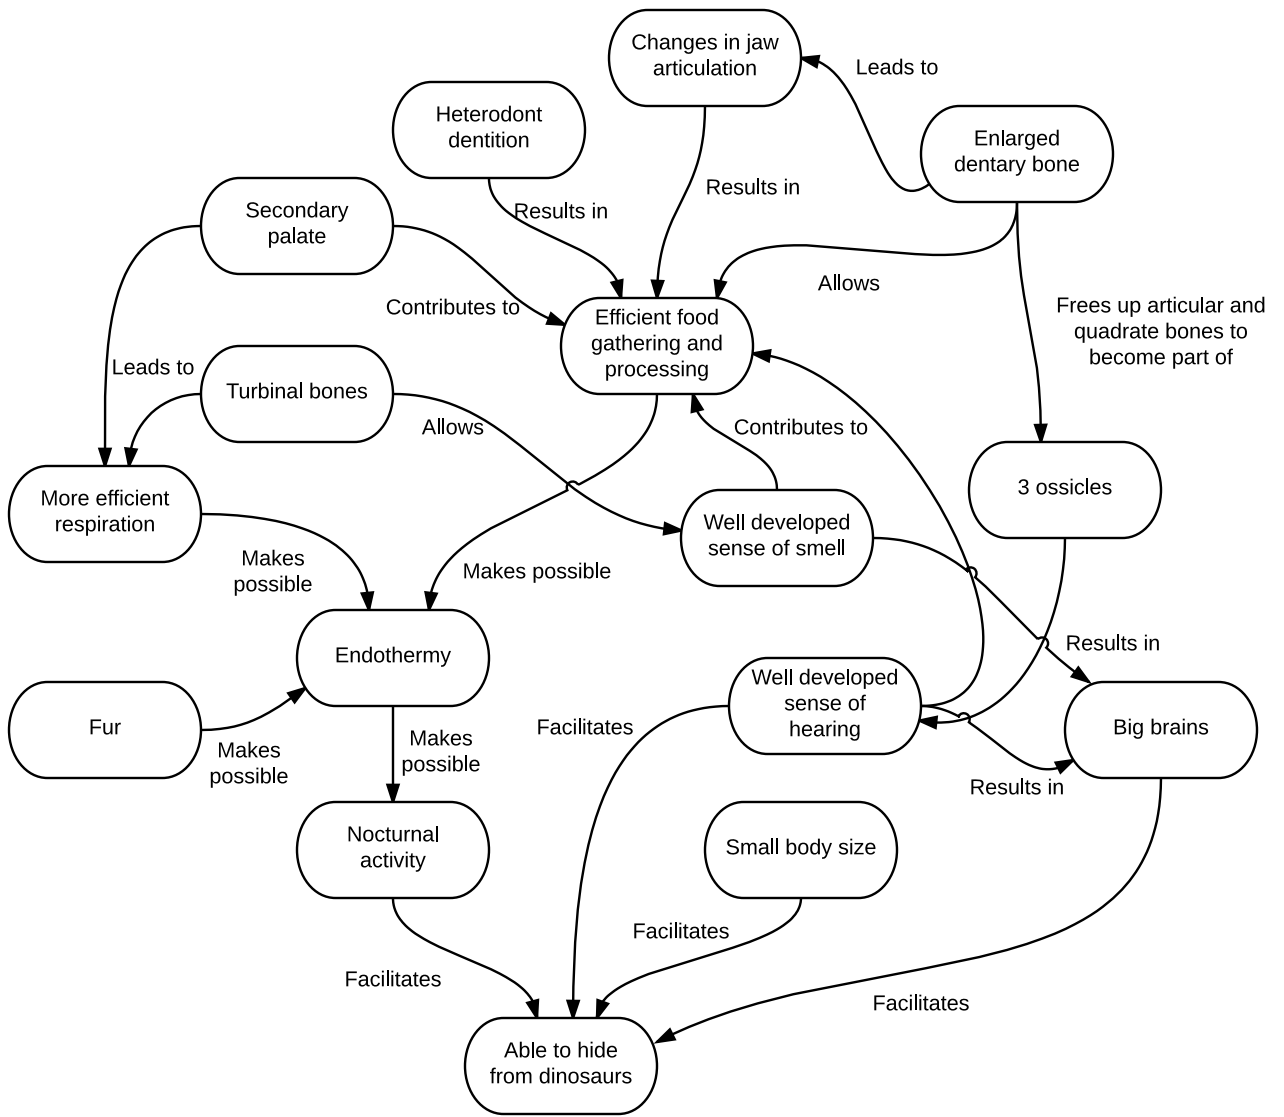 Changes in jaw
articulation
Leads to
Heterodont
dentition
Enlarged
dentary bone
Results in
Secondary
palate
Results in
Allows
Contributes to
Efficient food
gathering and
processing
Frees up articular and
quadrate bones to
become part of
Leads to
Turbinal bones
Allows
Contributes to
More efficient
respiration
3 ossicles
Well developed
sense of smell
Makes
possible
Makes possible
Endothermy
Results in
Well developed
sense of
hearing
Fur
Facilitates
Big brains
Makes
possible
Makes
possible
Results in
Nocturnal
activity
Small body size
Facilitates
Facilitates
Facilitates
Able to hide
from dinosaurs